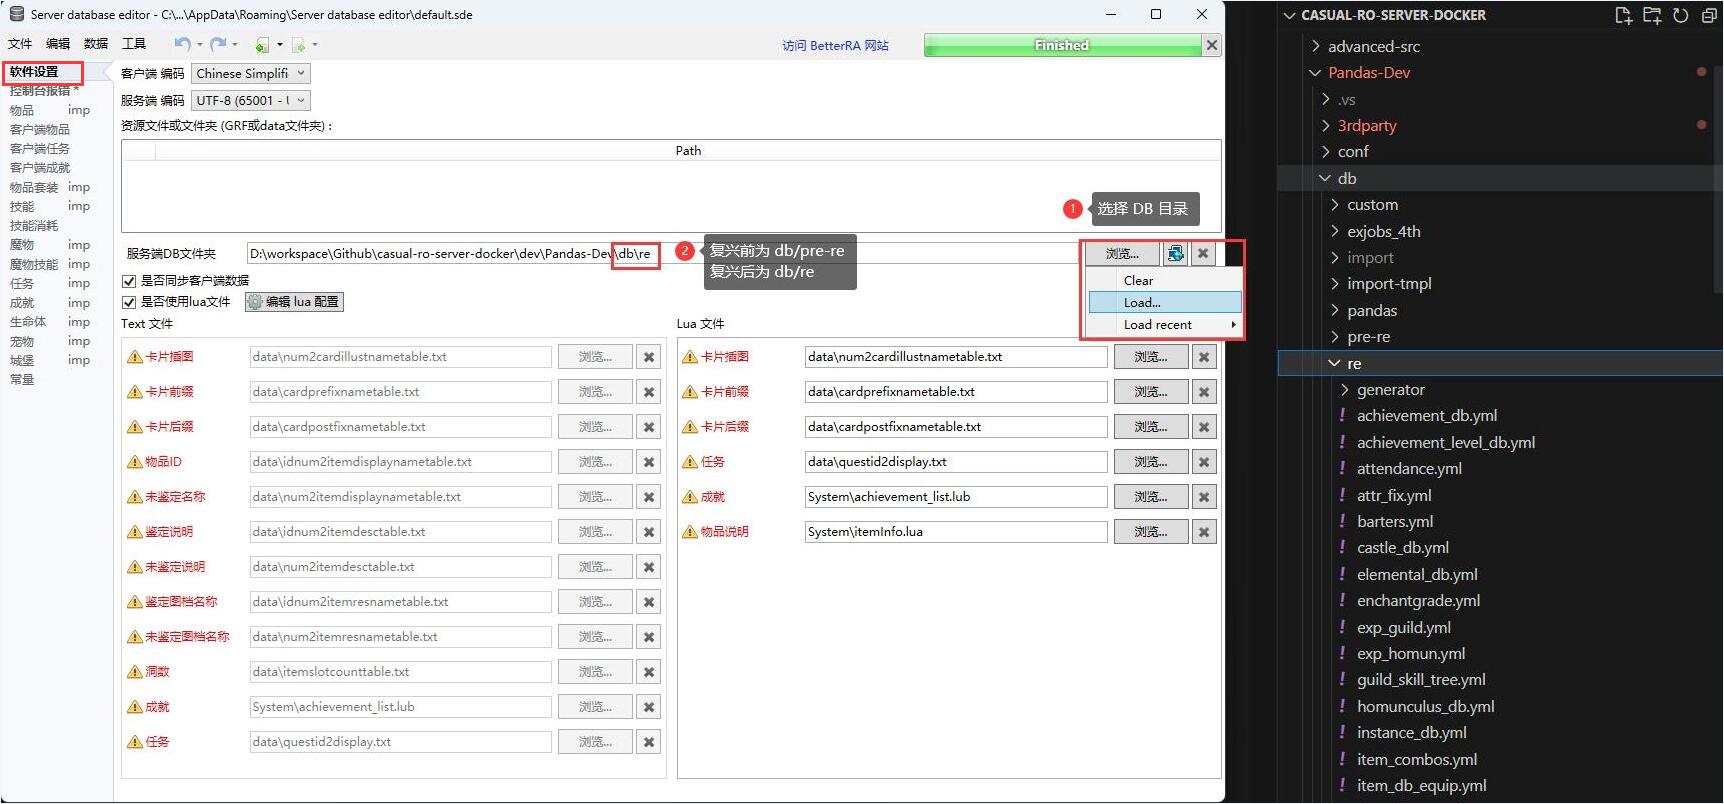 Server database editor - C:\...\AppData\Roaming\Server database editor\default.sde
文件 编辑 数据 工具
访问 BetterRA 网站
Finished
软件设置
控制台报错 *
物品 imp
客户端物品
客户端任务
客户端成就
物品套装 imp
技能 imp
技能消耗
魔物 imp
魔物技能 imp
任务 imp
成就 imp
生命体 imp
宠物 imp
城堡 imp
常量
客户端 编码 Chinese Simplifi
服务端 编码 UTF-8 (65001 - U
资源文件或文件夹 (GRF或data文件夹) :
Path
1 选择 DB 目录
服务端DB文件夹 D:\workspace\Github\casual-ro-server-docker\dev\Pandas-Dev\db\re
2 复兴前为 db/pre-re
复兴后为 db/re
浏览...
Clear
Load...
Load recent
是否同步客户端数据
是否使用lua文件 编辑 lua 配置
Text 文件
卡片插图 data\num2cardillustnametable.txt 浏览...
卡片前缀 data\cardprefixnametable.txt 浏览...
卡片后缀 data\cardpostfixnametable.txt 浏览...
物品ID data\idnum2itemdisplaynametable.txt 浏览...
未鉴定名称 data\num2itemdisplaynametable.txt 浏览...
鉴定说明 data\idnum2itemdesctable.txt 浏览...
未鉴定说明 data\num2itemdesctable.txt 浏览...
鉴定图档名称 data\idnum2itemresnametable.txt 浏览...
未鉴定图档名称 data\num2itemresnametable.txt 浏览...
洞数 data\itemslotcounttable.txt 浏览...
成就 System\achievement_list.lub 浏览...
任务 data\questid2display.txt 浏览...
Lua 文件
卡片插图 data\num2cardillustnametable.txt 浏览...
卡片前缀 data\cardprefixnametable.txt 浏览...
卡片后缀 data\cardpostfixnametable.txt 浏览...
任务 data\questid2display.txt 浏览...
成就 System\achievement_list.lub 浏览...
物品说明 System\itemInfo.lua 浏览...
CASUAL-RO-SERVER-DOCKER
advanced-src
Pandas-Dev
.vs
3rdparty
conf
db
custom
exjobs_4th
import
import-tmpl
pandas
pre-re
re
generator
! achievement_db.yml
! achievement_level_db.yml
! attendance.yml
! attr_fix.yml
! barters.yml
! castle_db.yml
! elemental_db.yml
! enchantgrade.yml
! exp_guild.yml
! exp_homun.yml
! guild_skill_tree.yml
! homunculus_db.yml
! instance_db.yml
! item_combos.yml
! item_db_equip.yml